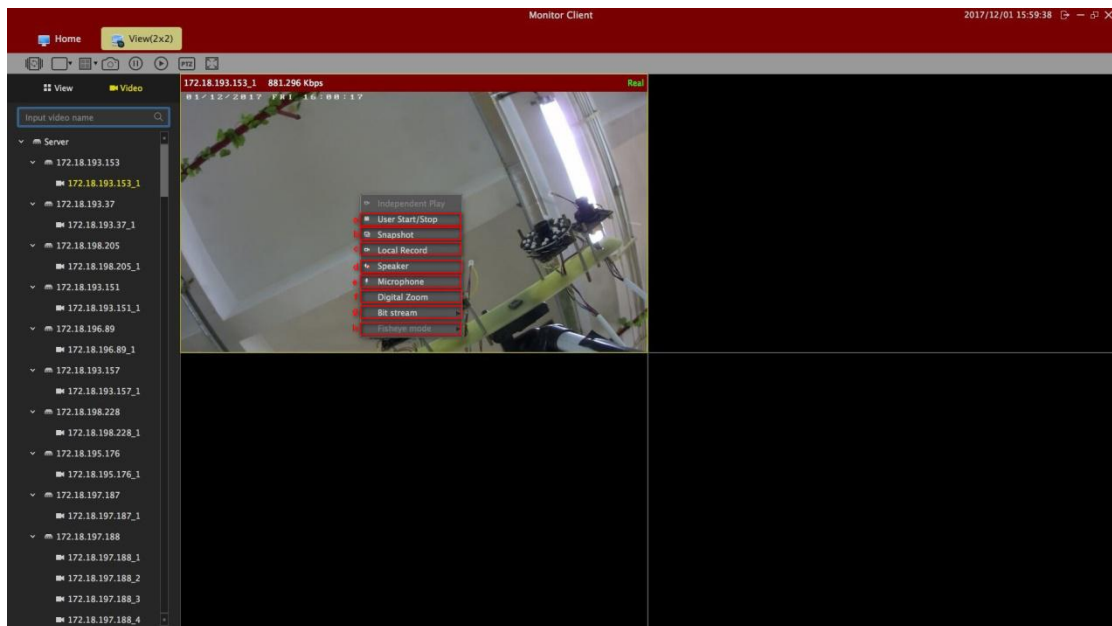 Monitor Client
2017/12/01 15:59:38
Home
View(2x2)
PTZ
View
Video
Input video name
Server
172.18.193.153
172.18.193.153_1
172.18.193.37
172.18.193.37_1
172.18.198.205
172.18.198.205_1
172.18.193.151
172.18.193.151_1
172.18.196.89
172.18.196.89_1
172.18.193.157
172.18.193.157_1
172.18.198.228
172.18.198.228_1
172.18.195.176
172.18.195.176_1
172.18.197.187
172.18.197.187_1
172.18.197.188
172.18.197.188_1
172.18.197.188_2
172.18.197.188_3
172.18.197.188_4
172.18.193.153_1 881.296 Kbps Real
01/12/2017 FRI 16:00:17
Independent Play
a User Start/Stop
b Snapshot
c Local Record
d Speaker
e Microphone
f Digital Zoom
g Bit stream
h Fisheye mode